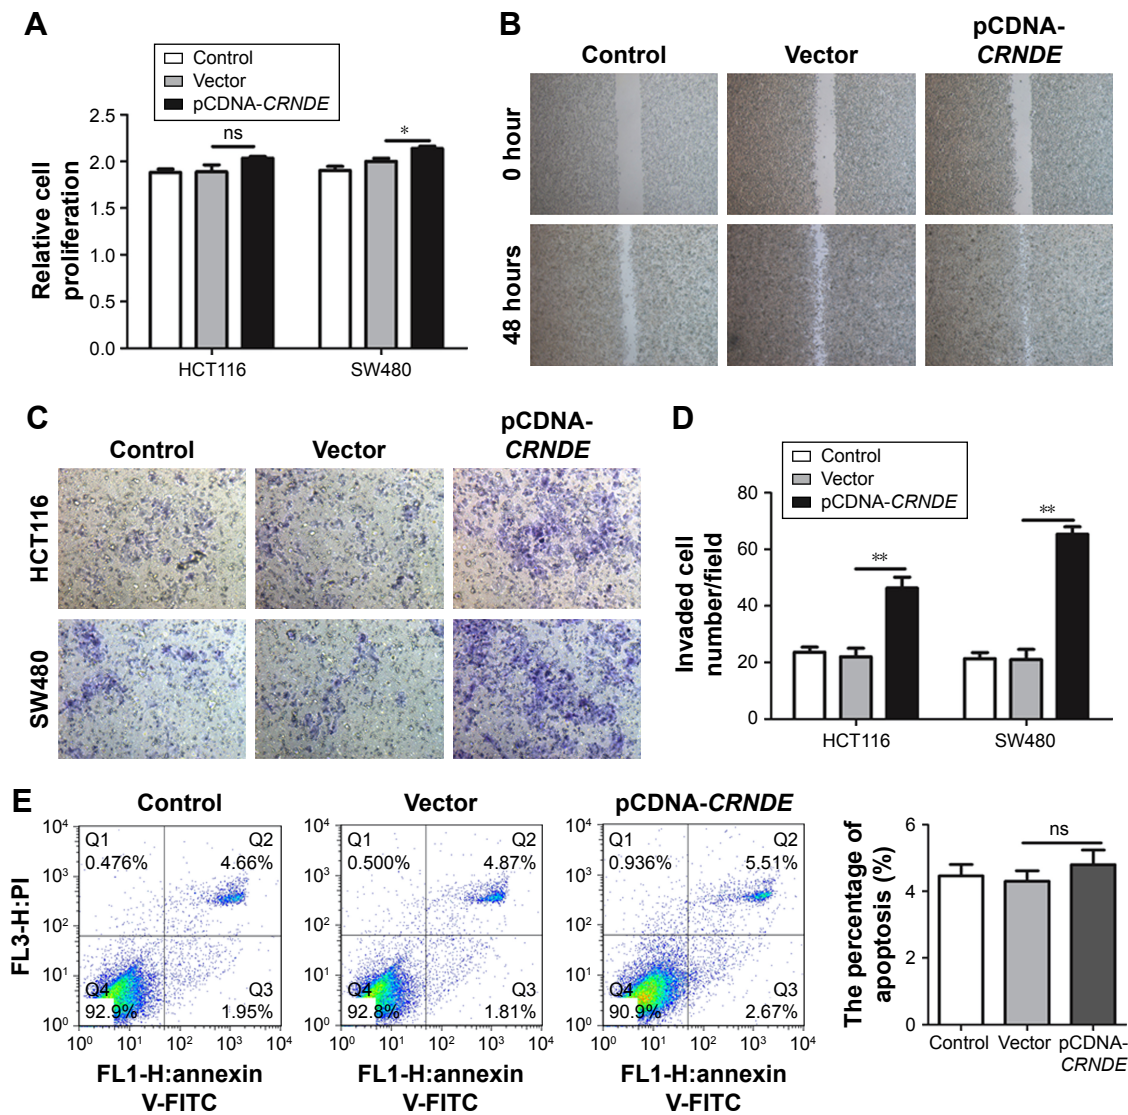 A
Control
Vector
pCDNA-CRNDE
Relative cell
proliferation
2.5
2.0
1.5
1.0
0.5
0.0
ns
*
HCT116
SW480
B
Control
Vector
pCDNA-
CRNDE
0 hour
48 hours
C
Control
Vector
pCDNA-
CRNDE
HCT116
SW480
D
Control
Vector
pCDNA-CRNDE
Invaded cell
number/field
80
60
40
20
0
**
**
HCT116
SW480
E
Control
Vector
pCDNA-CRNDE
FL3-H:PI
10⁴
10³
10²
10¹
10⁰
Q1
0.476%
Q2
4.66%
Q4
92.9%
Q3
1.95%
10⁰ 10¹ 10² 10³ 10⁴
FL1-H:annexin
V-FITC
10⁴
10³
10²
10¹
10⁰
Q1
0.500%
Q2
4.87%
Q4
92.8%
Q3
1.81%
10⁰ 10¹ 10² 10³ 10⁴
FL1-H:annexin
V-FITC
10⁴
10³
10²
10¹
10⁰
Q1
0.936%
Q2
5.51%
Q4
90.9%
Q3
2.67%
10⁰ 10¹ 10² 10³ 10⁴
FL1-H:annexin
V-FITC
The percentage of
apoptosis (%)
6
4
2
0
ns
Control
Vector
pCDNA-
CRNDE